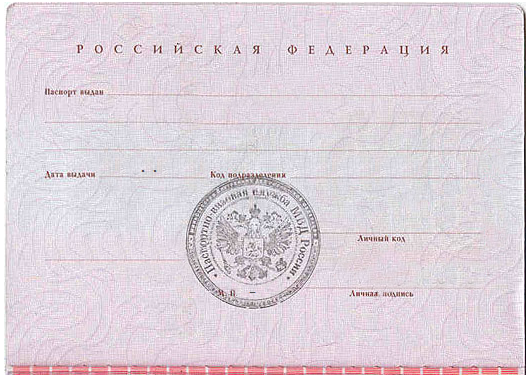 РОССИЙСКАЯ ФЕДЕРАЦИЯ
Паспорт выдан
Дата выдачи
Код подразделения
Паспортно-визовая служба МВД России
Личный код
Личная подпись